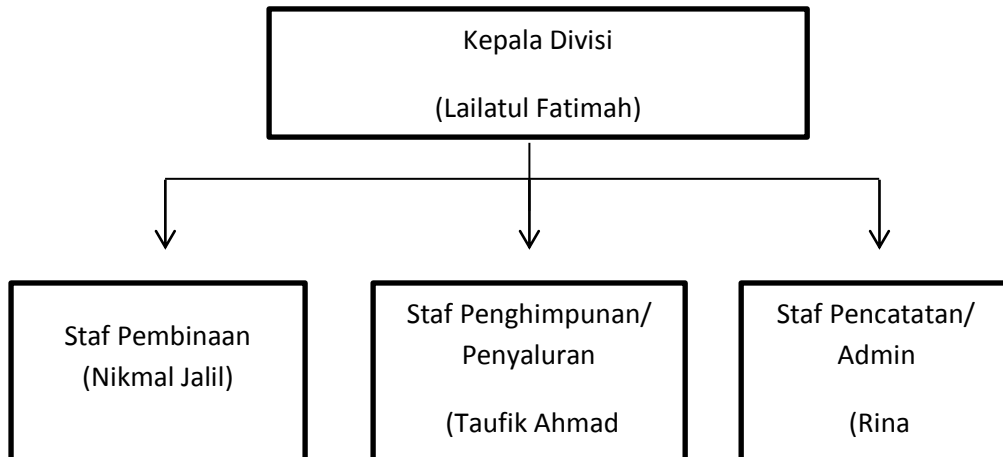 Kepala Divisi
(Lailatul Fatimah)
Staf Pembinaan
(Nikmal Jalil)
Staf Penghimpunan/
Penyaluran
(Taufik Ahmad
Staf Pencatatan/
Admin
(Rina